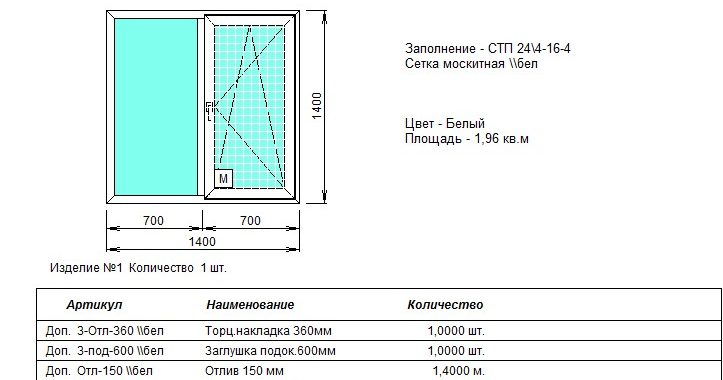 Заполнение - СТП 24\4-16-4
Сетка москитная \\бел
1400
Цвет - Белый
Площадь - 1,96 кв.м
М
700 700
1400
Изделие №1 Количество 1 шт.
Артикул Наименование Количество
Доп. 3-Отл-360 \\бел Торц.накладка 360мм 1,0000 шт.
Доп. 3-под-600 \\бел Заглушка подок.600мм 1,0000 шт.
Доп. Отл-150 \\бел Отлив 150 мм 1,4000 м.